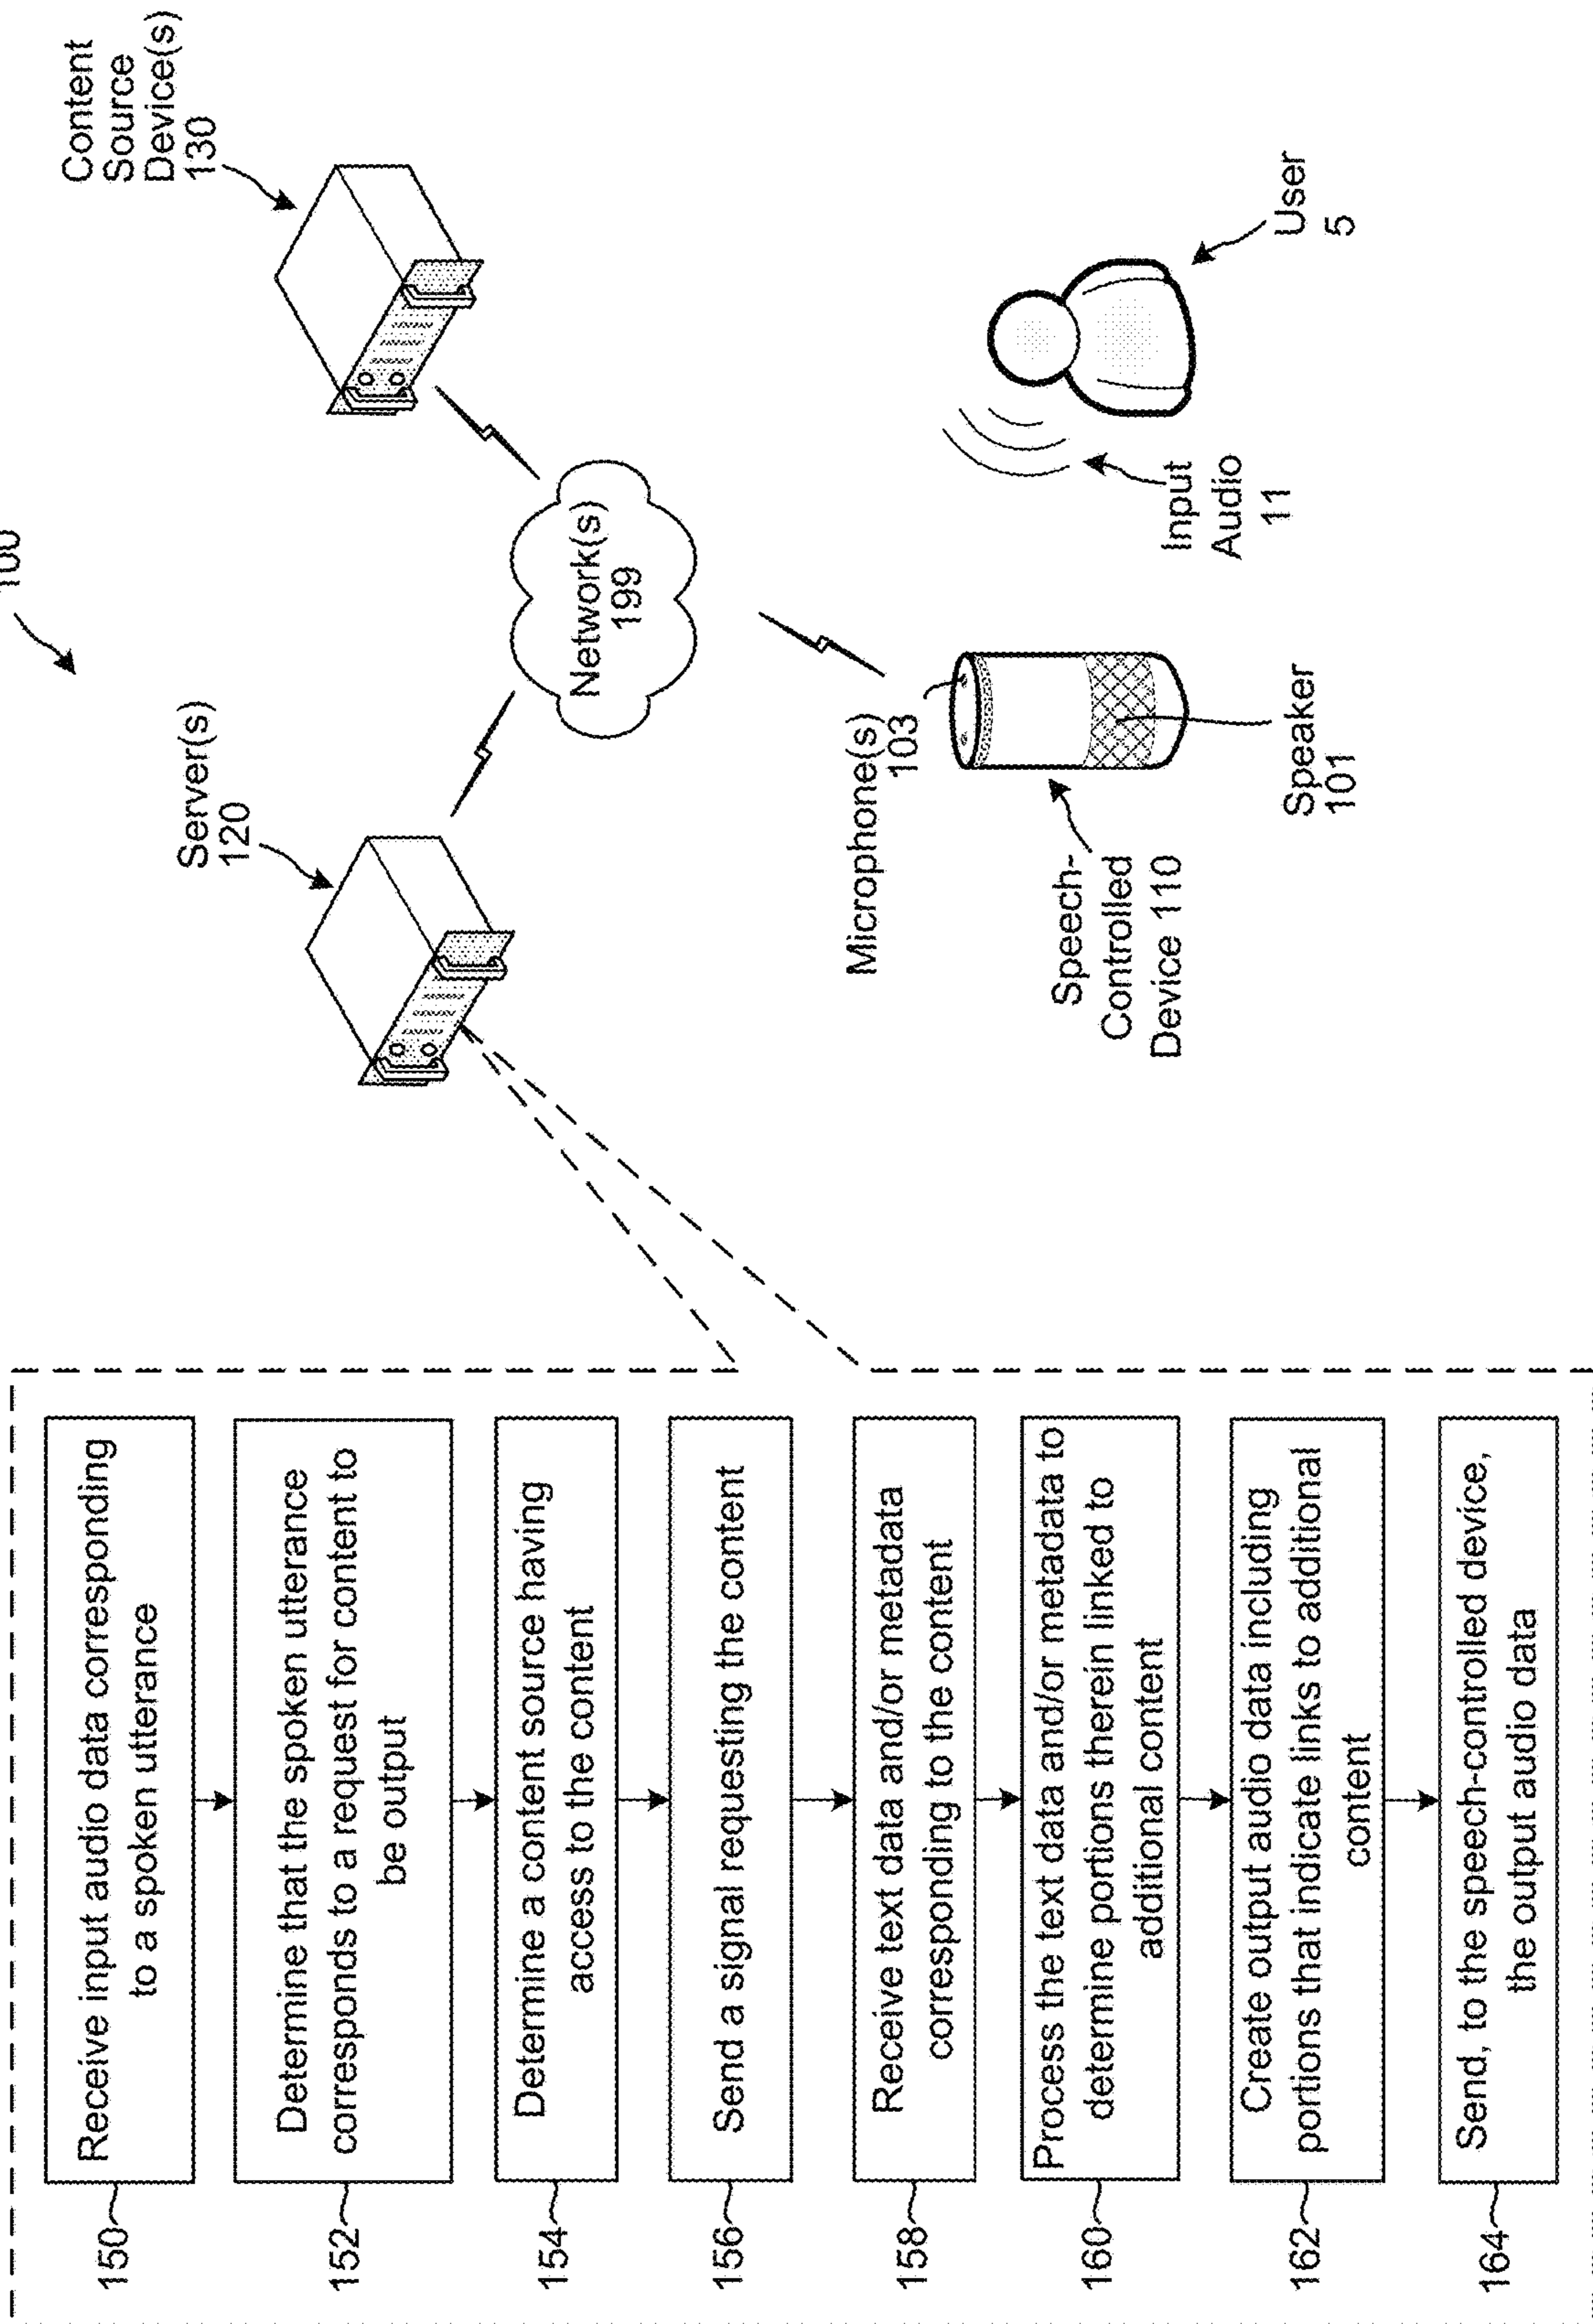 100
150
Receive input audio data corresponding
to a spoken utterance
152
Determine that the spoken utterance
corresponds to a request for content to
be output
154
Determine a content source having
access to the content
156
Send a signal requesting the content
158
Receive text data and/or metadada
corresponding to the content
160
Process the text data and/or metadata to
determine portions therein linked to
additional content
162
Create output audio data including
portions that indicate links to additional
content
164
Send, to the speech-controlled device,
the output audio data
Server(s)
120
Content
Source
Device(s)
130
Network(s)
199
Microphone(s)
103
Speech-
Controlled
Device 110
Speaker
101
Input
Audio
11
User
5